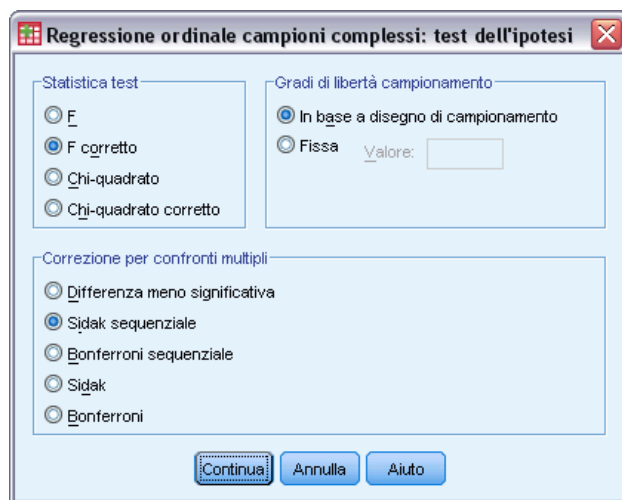 Regressione ordinale campioni complessi: test dell'ipotesi
Statistica test
F
F corretto
Chi-quadrato
Chi-quadrato corretto
Gradi di libertà campionamento
In base a disegno di campionamento
Fissa Valore:
Correzione per confronti multipli
Differenza meno significativa
Sidak sequenziale
Bonferroni sequenziale
Sidak
Bonferroni
Continua Annulla Aiuto